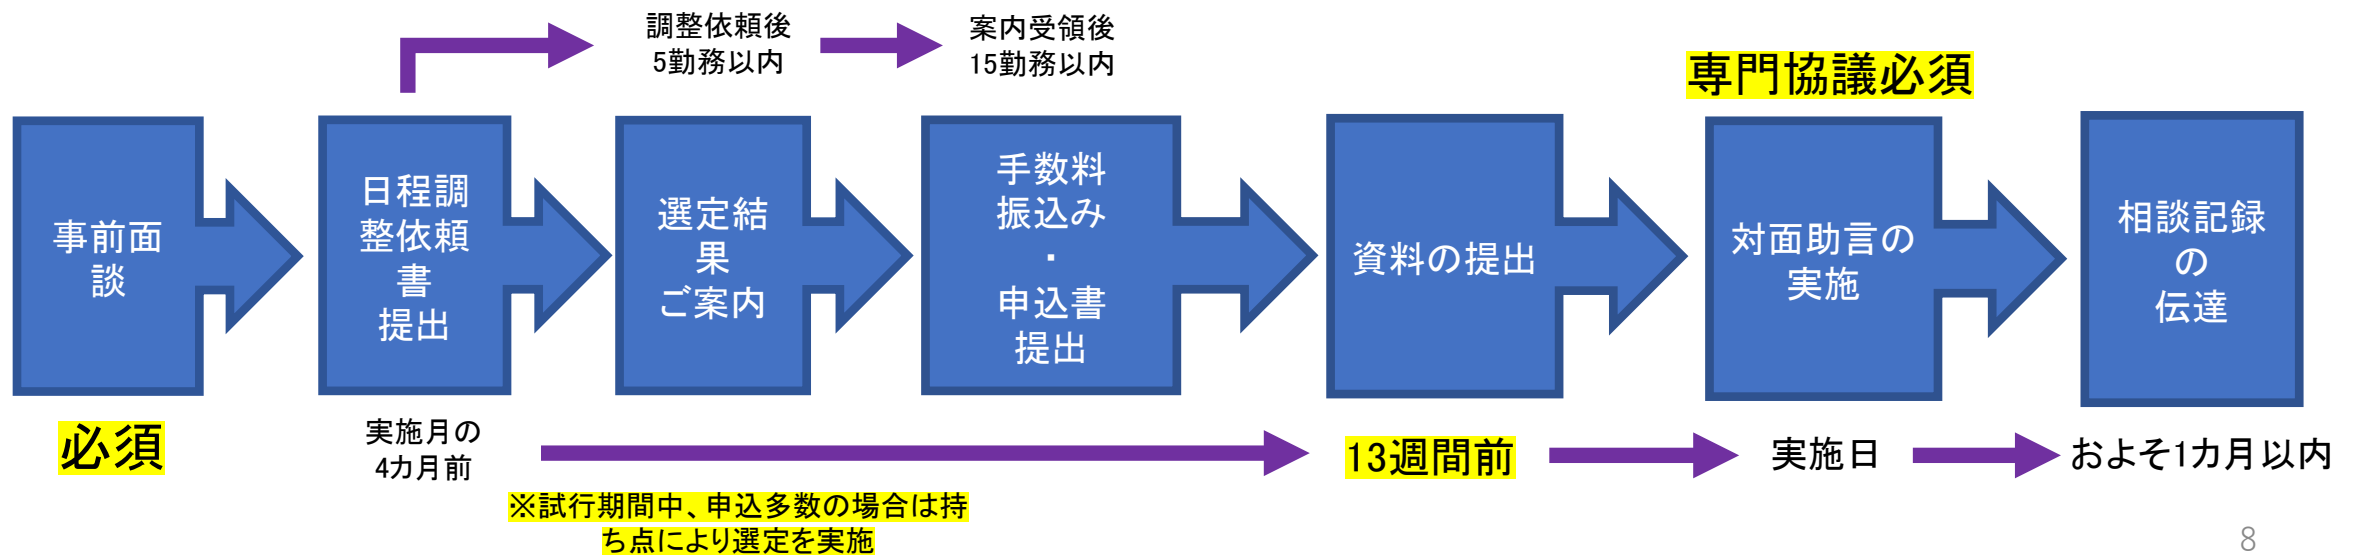 調整依頼後
5勤務以内
案内受領後
15勤務以内
専門協議必須
事前面
談
日程調
整依頼
書
提出
選定結
果
ご案内
手数料
振込み
・
申込書
提出
資料の提出
対面助言の
実施
相談記録
の
伝達
必須
実施月の
4カ月前
13週間前
実施日
およそ1カ月以内
※試行期間中、申込多数の場合は持
ち点により選定を実施
8